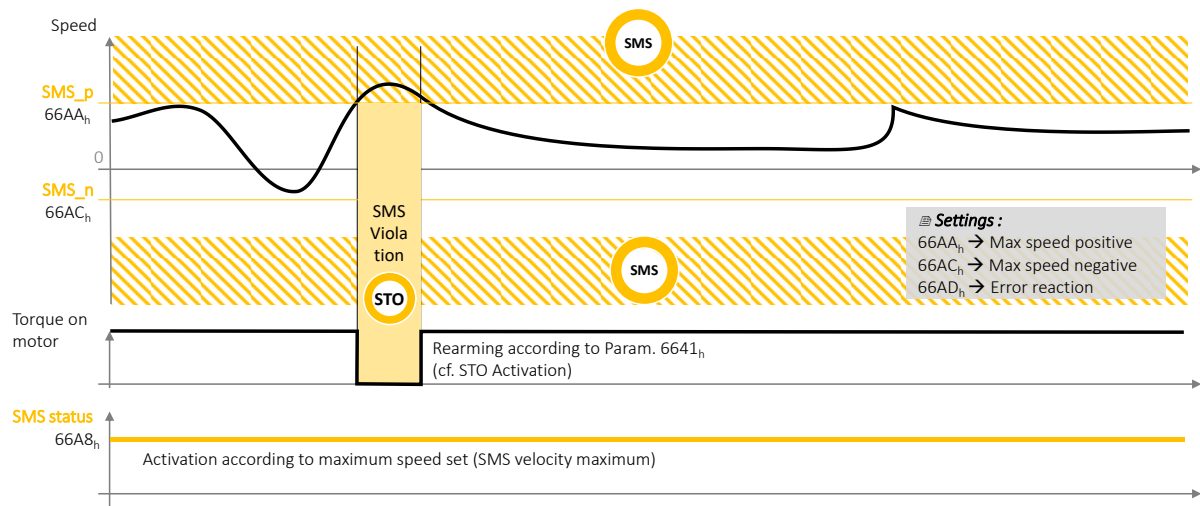 Speed
SMS
SMS_p
66AAₕ
0
SMS_n
66ACₕ
SMS
Viola
tion
STO
SMS
🗎 Settings :
66AAₕ → Max speed positive
66ACₕ → Max speed negative
66ADₕ → Error reaction
Torque on
motor
Rearming according to Param. 6641ₕ
(cf. STO Activation)
SMS status
66A8ₕ
Activation according to maximum speed set (SMS velocity maximum)